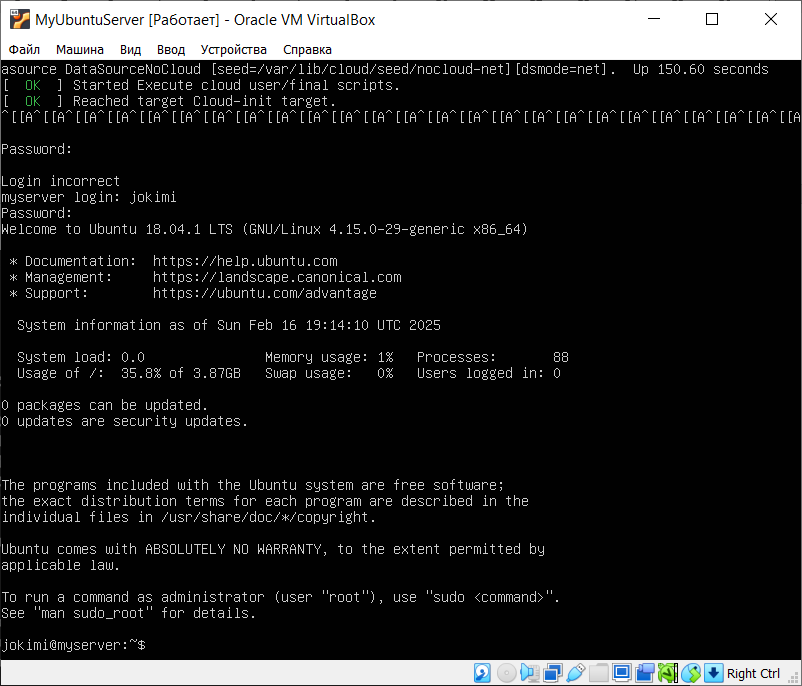 MyUbuntuServer [Работает] - Oracle VM VirtualBox
Файл Машина Вид Ввод Устройства Справка
asource DataSourceNoCloud [seed=/var/lib/cloud/seed/nocloud-net][dsmode=net].  Up 150.60 seconds
[  OK  ] Started Execute cloud user/final scripts.
[  OK  ] Reached target Cloud-init target.
^[[A^[[A^[[A^[[A^[[A^[[A^[[A^[[A^[[A^[[A^[[A^[[A^[[A^[[A^[[A^[[A^[[A^[[A^[[A^[[A^[[A^[[A^[[A^[[A^[[A
Password:
Login incorrect
myserver login: jokimi
Password:
Welcome to Ubuntu 18.04.1 LTS (GNU/Linux 4.15.0-29-generic x86_64)
* Documentation:  https://help.ubuntu.com
* Management:     https://landscape.canonical.com
* Support:        https://ubuntu.com/advantage
System information as of Sun Feb 16 19:14:10 UTC 2025
System load: 0.0               Memory usage: 1%   Processes:       88
Usage of /:  35.8% of 3.87GB   Swap usage:   0%   Users logged in: 0
0 packages can be updated.
0 updates are security updates.
The programs included with the Ubuntu system are free software;
the exact distribution terms for each program are described in the
individual files in /usr/share/doc/*/copyright.
Ubuntu comes with ABSOLUTELY NO WARRANTY, to the extent permitted by
applicable law.
To run a command as administrator (user "root"), use "sudo <command>".
See "man sudo_root" for details.
jokimi@myserver:~$
Right Ctrl